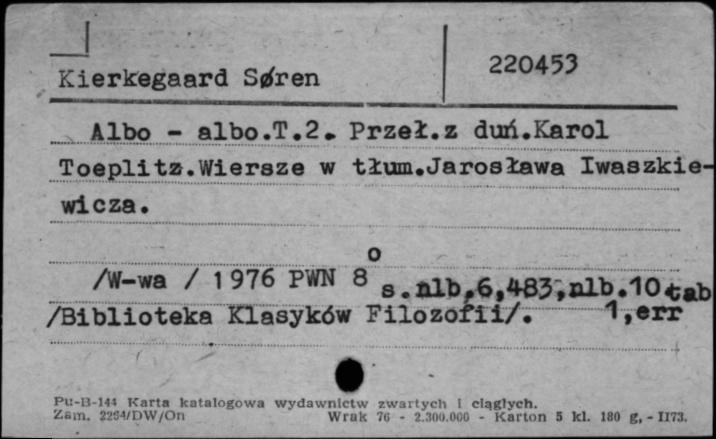 Kierkegaard Søren 220453
Albo - albo.T.2. Przeł.z duń.Karol
Toeplitz.Wiersze w tłum.Jarosława Iwaszkie-
wicza.
/W-wa / 1976 PWN 8o s.nlb.6,483,nlb.10 tab
/Biblioteka Klasyków Filozofii/. 1,err
Pu-B-144 Karta katalogowa wydawnictw zwartych i ciągłych.
Zam. 2264/DW/On Wrak 76 - 2.300.000 - Karton 5 kl. 180 g, - II73.